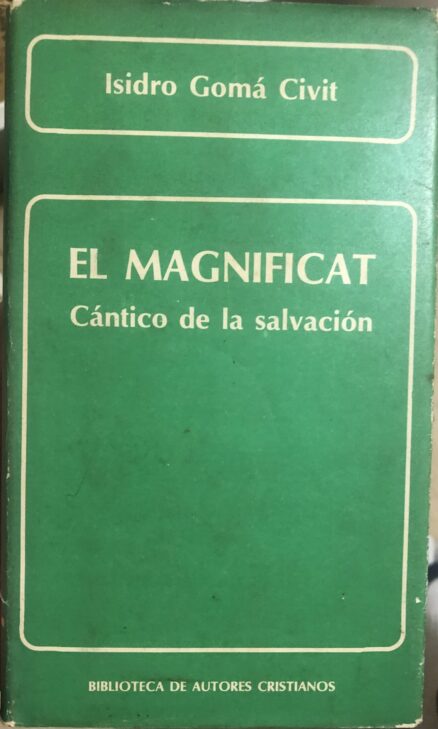 Isidro Gomá Civit
EL MAGNIFICAT
Cántico de la salvación
BIBLIOTECA DE AUTORES CRISTIANOS